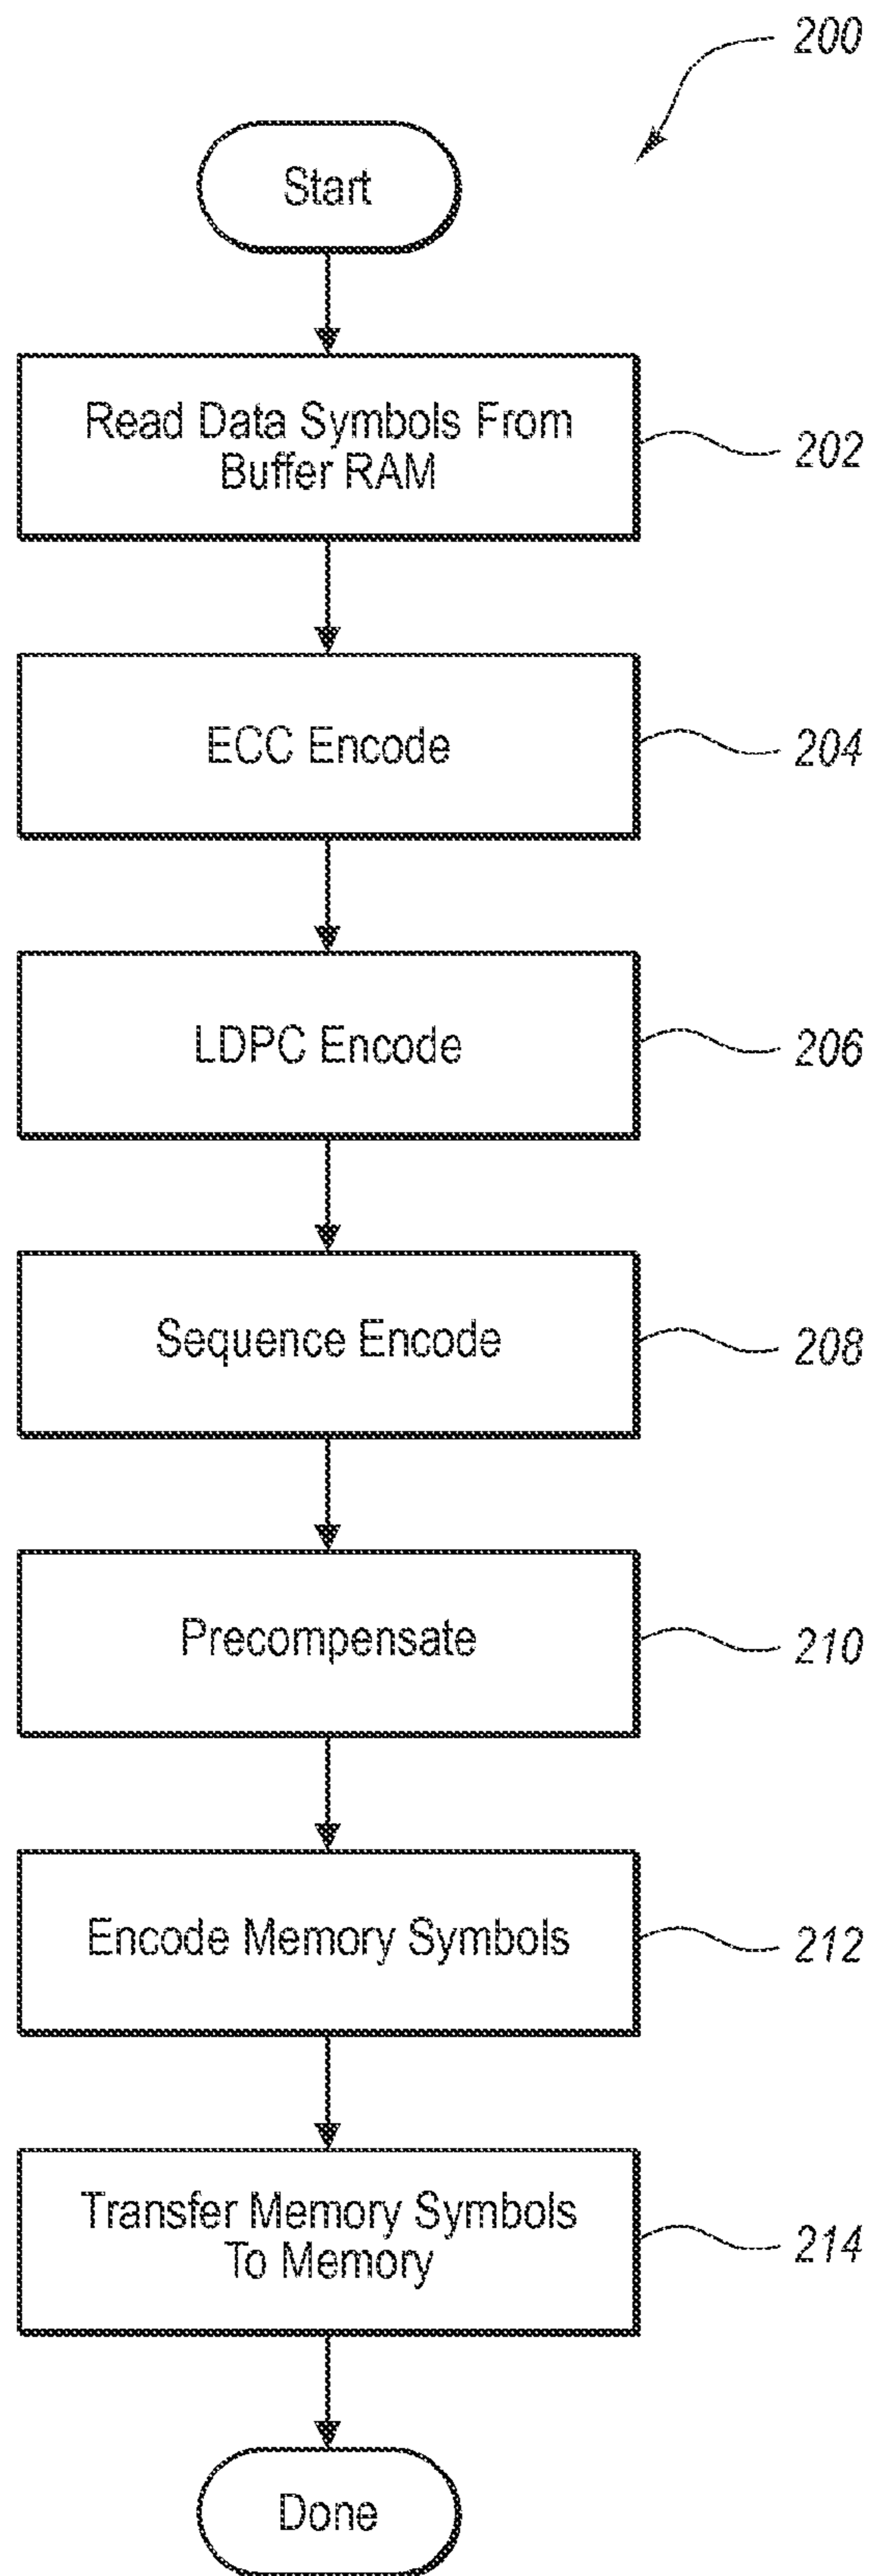 200
Start
Read Data Symbols From
Buffer RAM
202
ECC Encode
204
LDPC Encode
206
Sequence Encode
208
Precompensate
210
Encode Memory Symbols
212
Transfer Memory Symbols
To Memory
214
Done